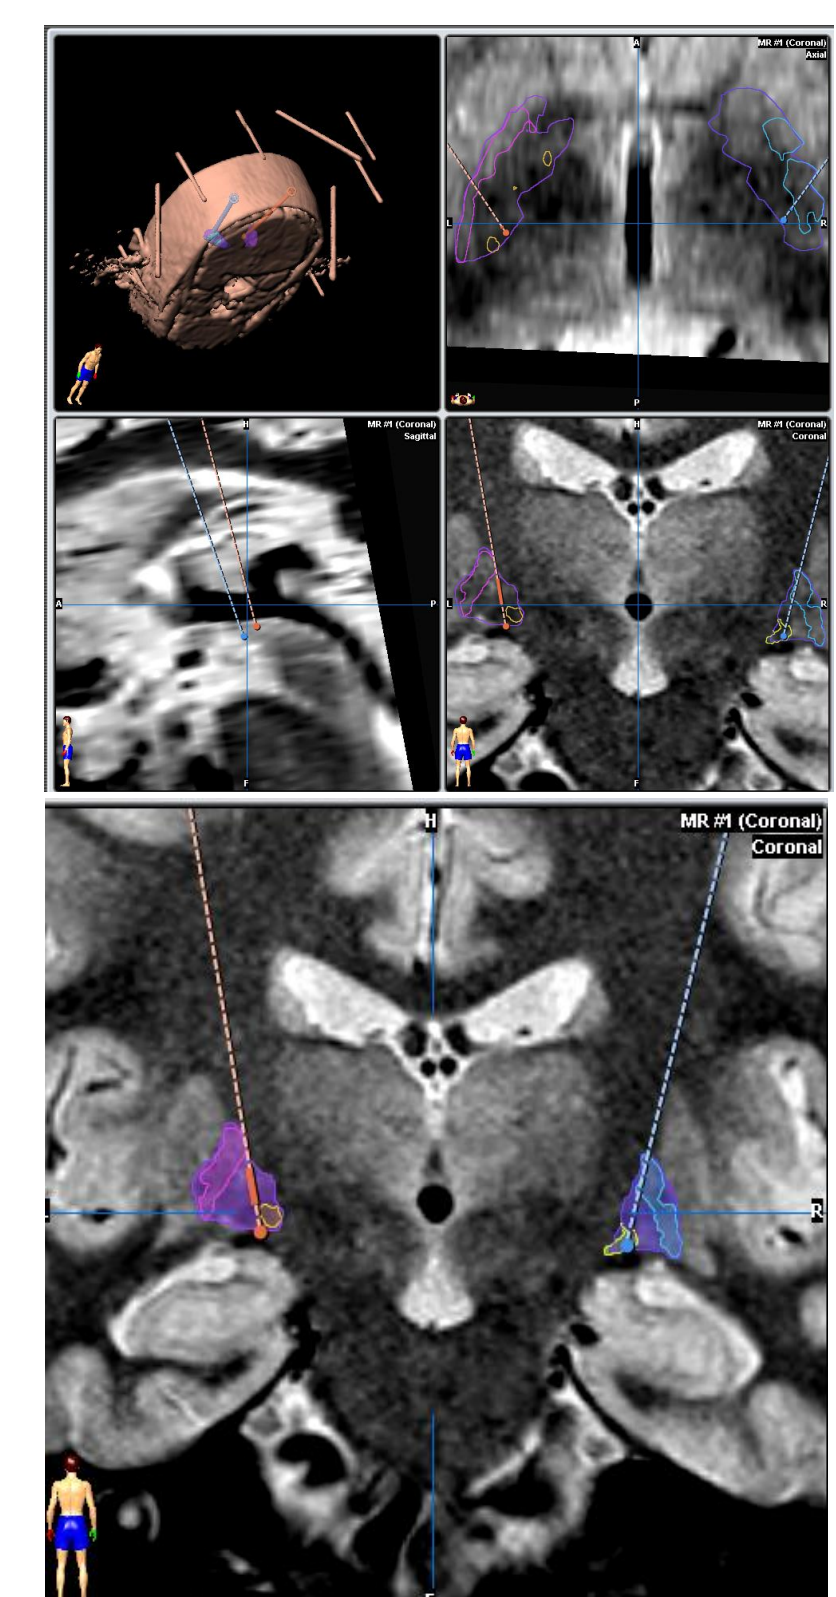 MR #1 (Coronal)
Axial
A
L
R
P
MR #1 (Coronal)
Sagittal
H
A
P
F
MR #1 (Coronal)
Coronal
H
L
R
F
MR #1 (Coronal)
Coronal
H
L
R